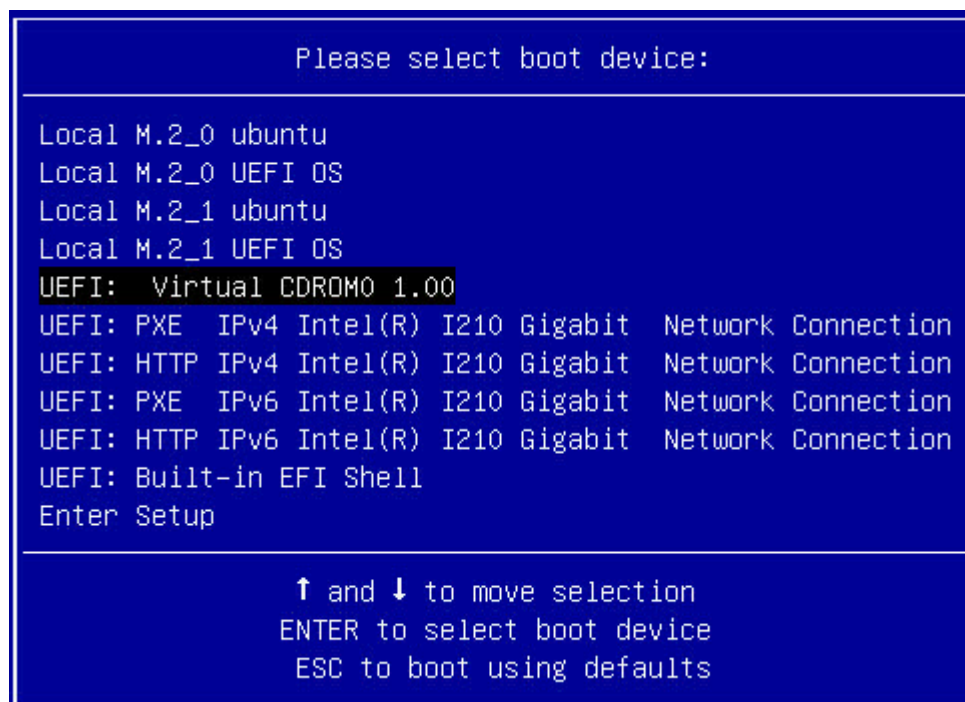 Please select boot device:
Local M.2_0 ubuntu
Local M.2_0 UEFI OS
Local M.2_1 ubuntu
Local M.2_1 UEFI OS
UEFI:  Virtual CDROM0 1.00
UEFI: PXE  IPv4 Intel(R) I210 Gigabit  Network Connection
UEFI: HTTP IPv4 Intel(R) I210 Gigabit  Network Connection
UEFI: PXE  IPv6 Intel(R) I210 Gigabit  Network Connection
UEFI: HTTP IPv6 Intel(R) I210 Gigabit  Network Connection
UEFI: Built-in EFI Shell
Enter Setup
↑ and ↓ to move selection
ENTER to select boot device
ESC to boot using defaults